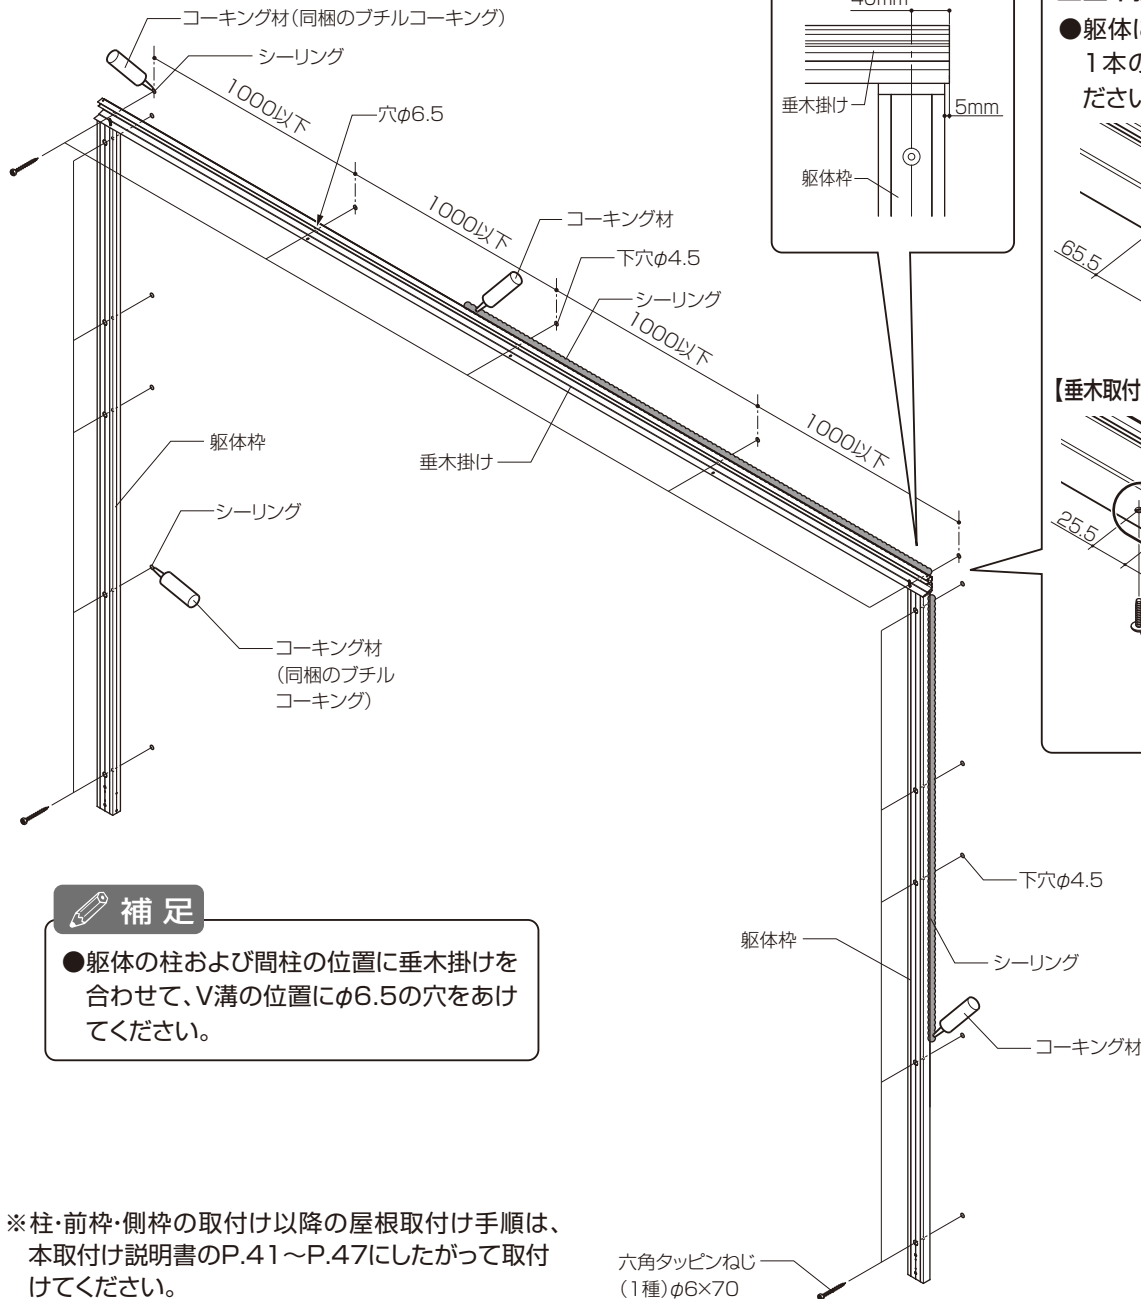 コーキング材(同梱のブチルコーキング)
シーリング
1000以下
穴φ6.5
1000以下
コーキング材
下穴φ4.5
シーリング
1000以下
1000以下
垂木掛け
躯体枠
シーリング
コーキング材
(同梱のブチル
コーキング)
垂木掛け
5mm
躯体枠
●躯体に
1本の
ださい
65.5
【垂木取付
25.5
下穴φ4.5
躯体枠
シーリング
コーキング材
六角タッピンねじ
(1種)φ6×70
補 足
●躯体の柱および間柱の位置に垂木掛けを
合わせて、V溝の位置にφ6.5の穴をあけ
てください。
※柱・前枠・側枠の取付け以降の屋根取付け手順は、
本取付け説明書のP.41〜P.47にしたがって取付
けてください。